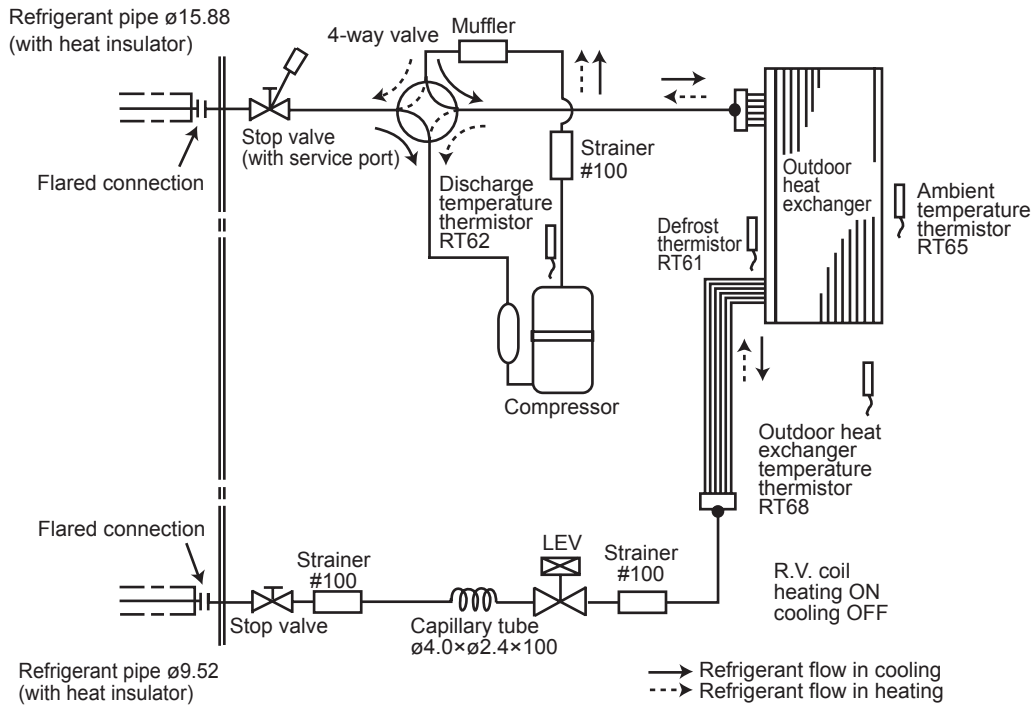 Refrigerant pipe ø15.88
(with heat insulator)
4-way valve
Muffler
Stop valve
(with service port)
Flared connection
Strainer
#100
Discharge
temperature
thermistor
RT62
Compressor
Outdoor
heat
exchanger
Ambient
temperature
thermistor
RT65
Defrost
thermistor
RT61
Outdoor heat
exchanger
temperature
thermistor
RT68
Flared connection
Stop valve
Strainer
#100
Capillary tube
ø4.0×ø2.4×100
LEV
Strainer
#100
R.V. coil
heating ON
cooling OFF
Refrigerant pipe ø9.52
(with heat insulator)
Refrigerant flow in cooling
Refrigerant flow in heating